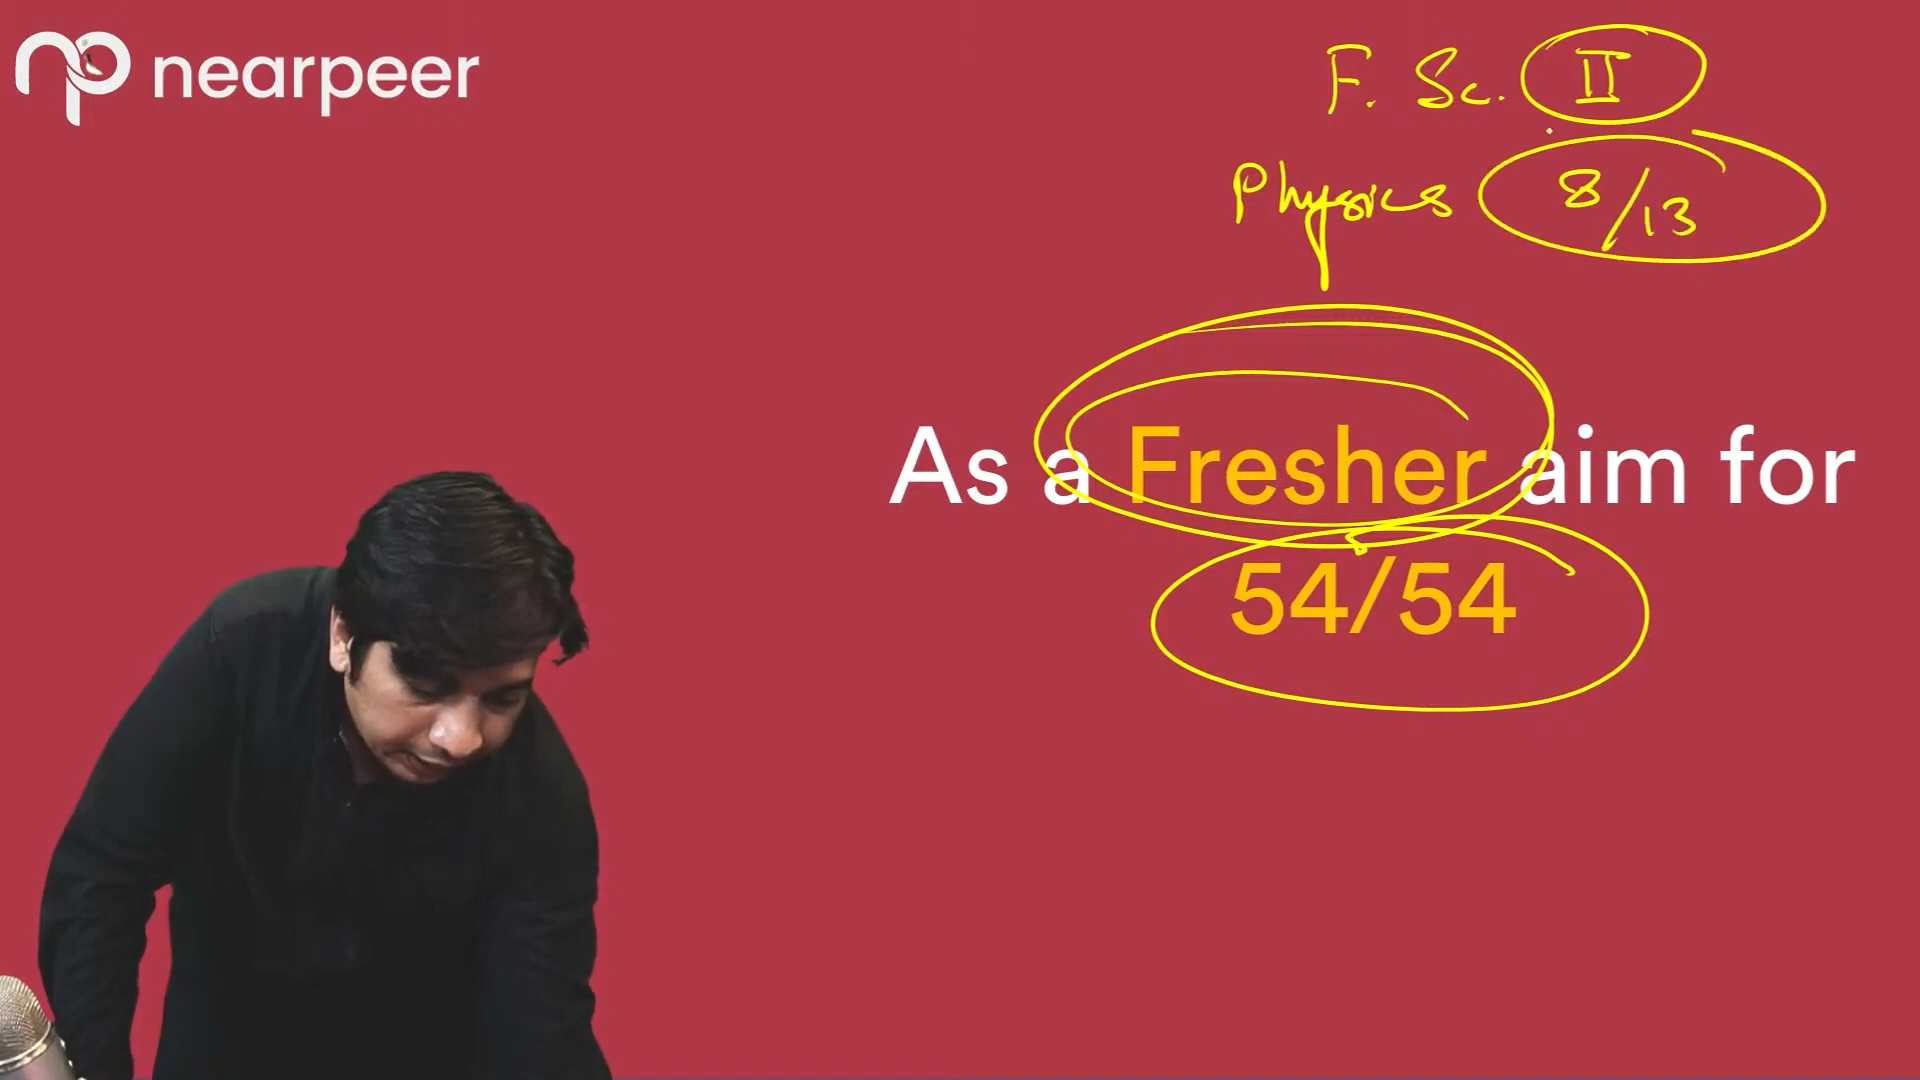 nearpeer
F. Sc. II
Physics 8/13
As a Fresher aim for
54/54